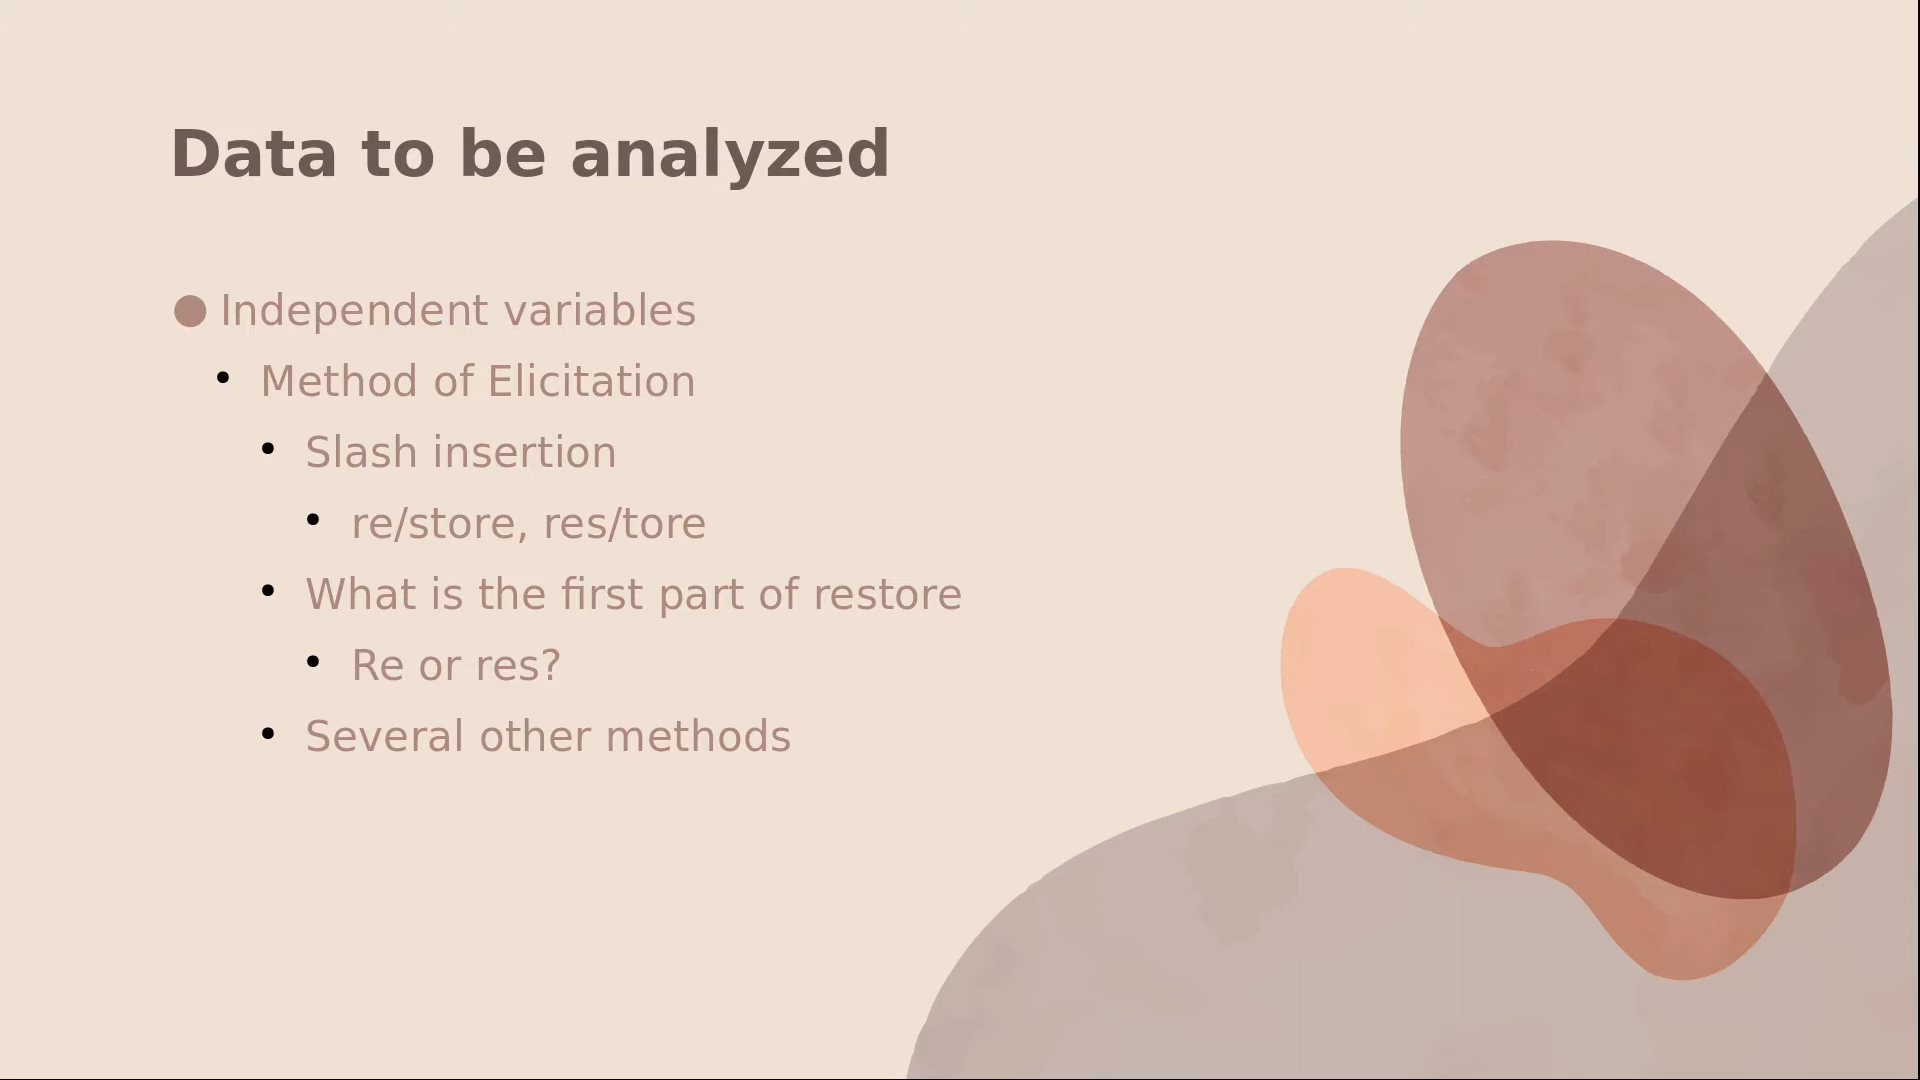 Data to be analyzed
● Independent variables
• Method of Elicitation
• Slash insertion
• re/store, res/tore
• What is the first part of restore
• Re or res?
• Several other methods